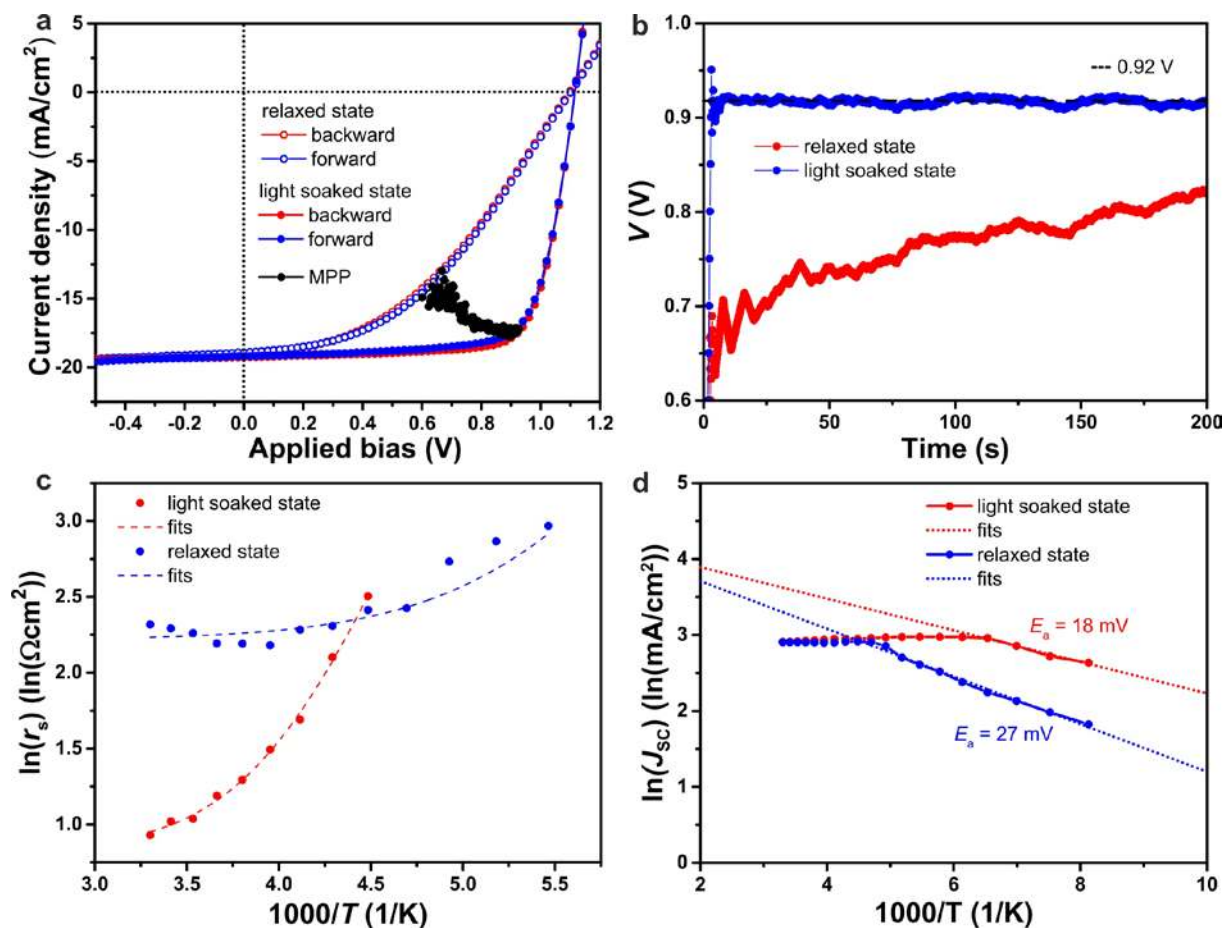 a
Current density (mA/cm²)
5
0
-5
-10
-15
-20
relaxed state
backward
forward
light soaked state
backward
forward
MPP
-0.4 -0.2 0.0 0.2 0.4 0.6 0.8 1.0 1.2
Applied bias (V)
b
V (V)
1.0
0.9
0.8
0.7
0.6
0.92 V
relaxed state
light soaked state
0 50 100 150 200
Time (s)
c
ln(rₛ) (ln(Ωcm²))
3.0
2.5
2.0
1.5
1.0
light soaked state
fits
relaxed state
fits
3.0 3.5 4.0 4.5 5.0 5.5
1000/T (1/K)
d
ln(J_SC) (ln(mA/cm²)
5
4
3
2
1
0
light soaked state
fits
relaxed state
fits
Eₐ = 18 mV
Eₐ = 27 mV
2 4 6 8 10
1000/T (1/K)